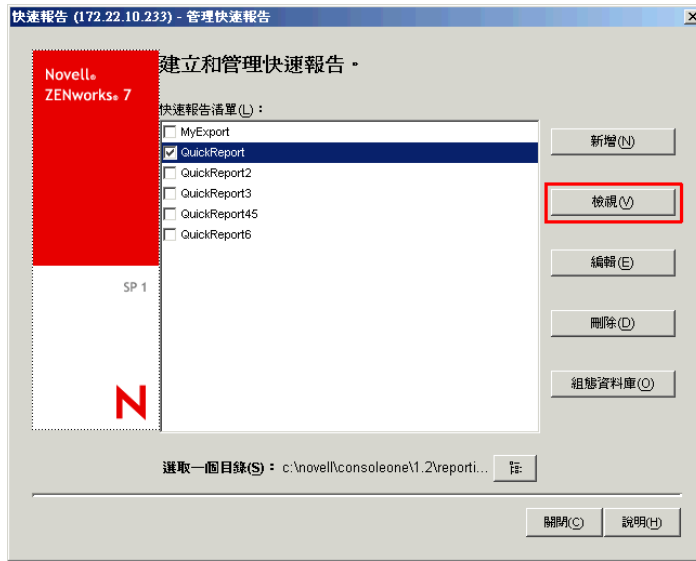 快速報告 (172.22.10.233) - 管理快速報告
Novell®
ZENworks® 7
建立和管理快速報告。
快速報告清單(L)：
MyExport
QuickReport
QuickReport2
QuickReport3
QuickReport45
QuickReport6
新增(N)
檢視(V)
編輯(E)
刪除(D)
組態資料庫(O)
SP 1
N
選取一個目錄(S)： c:\novell\consoleone\1.2\reporti...
關閉(C)
說明(H)